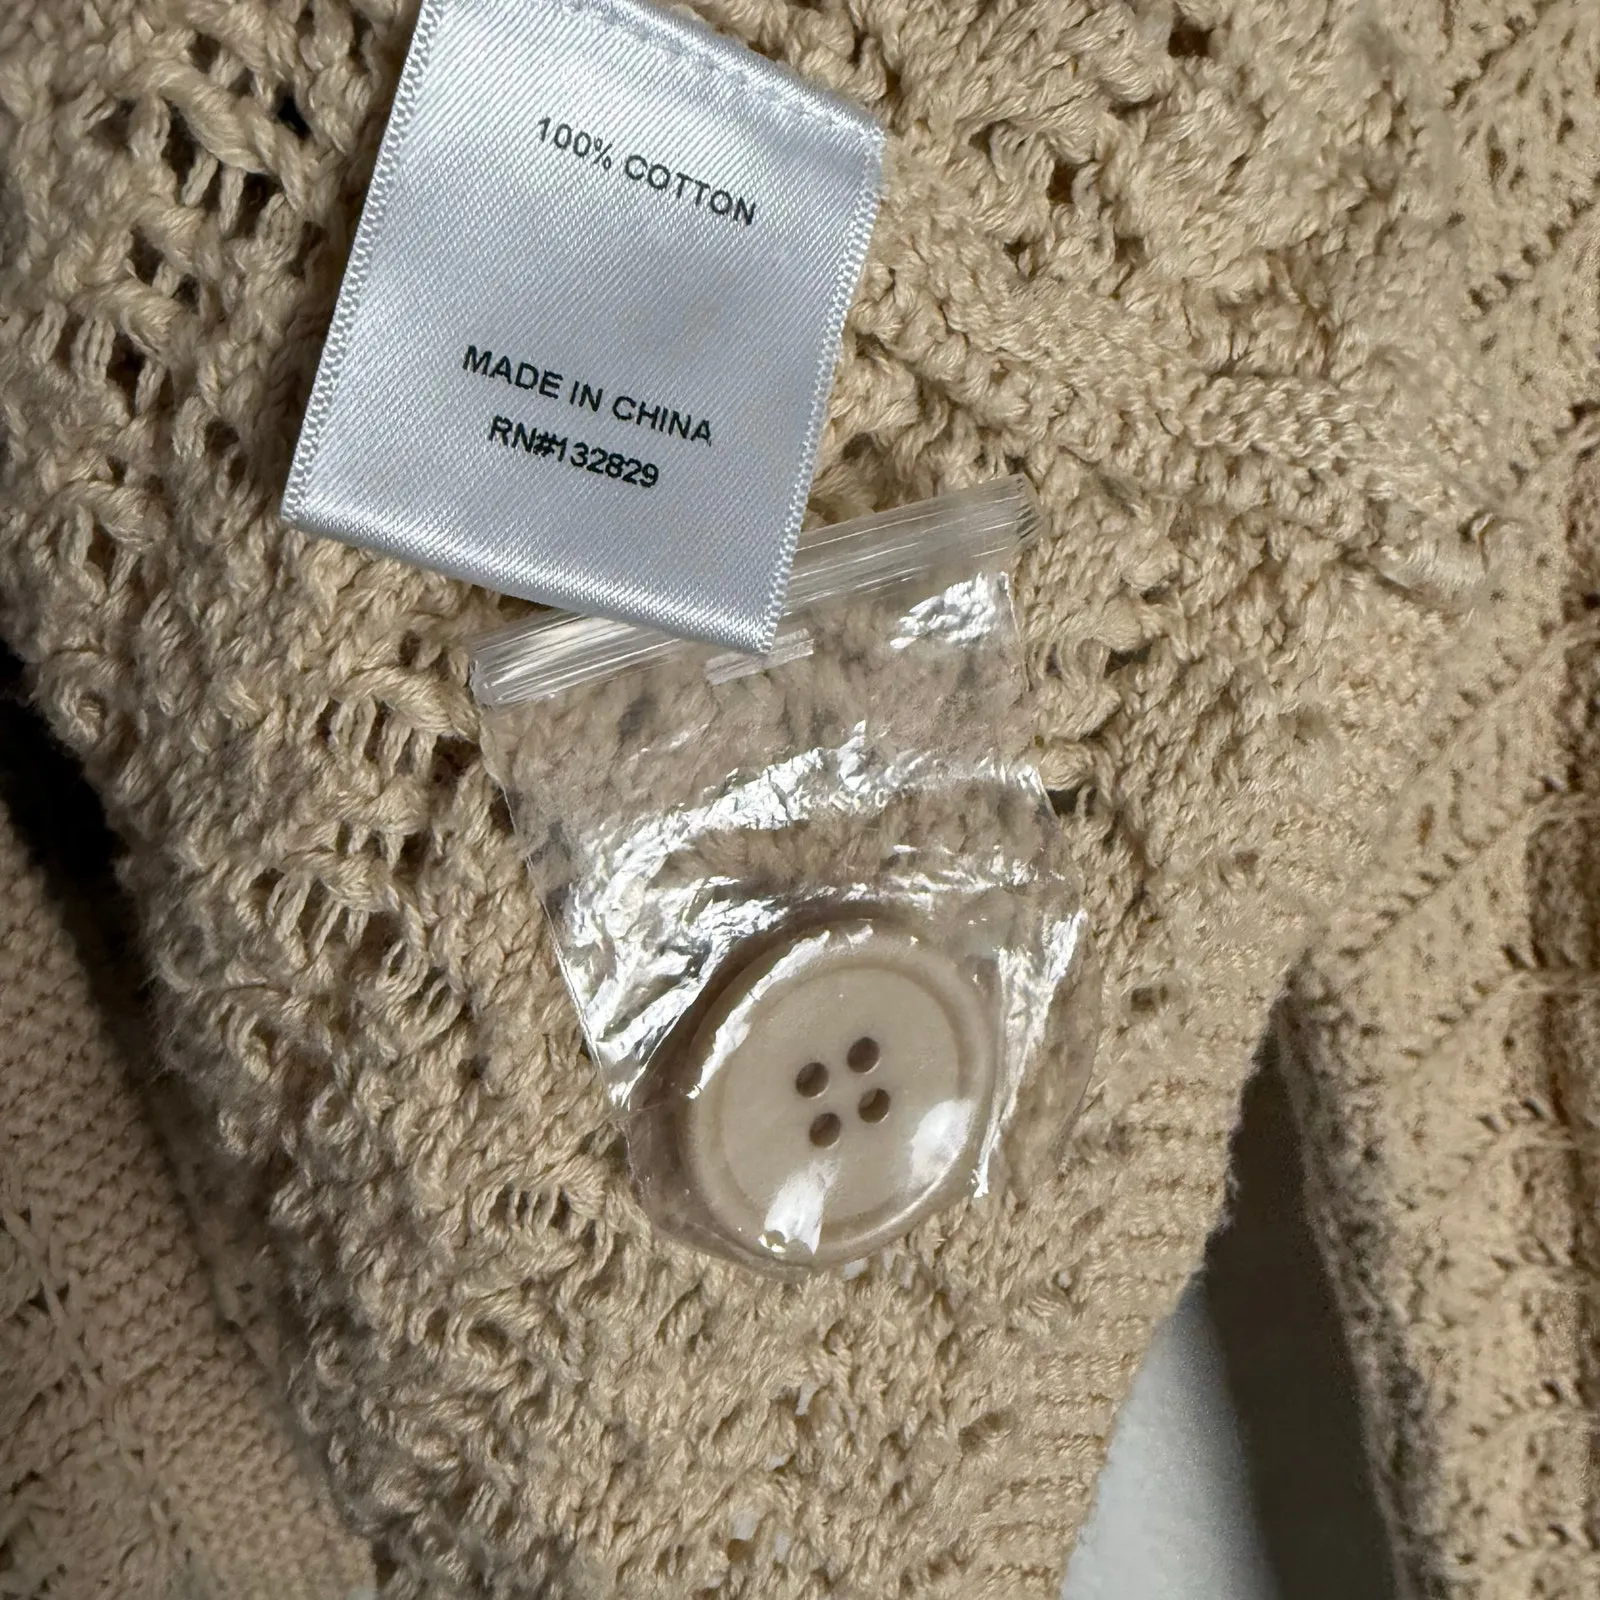 100% COTTON
MADE IN CHINA
RN#132829